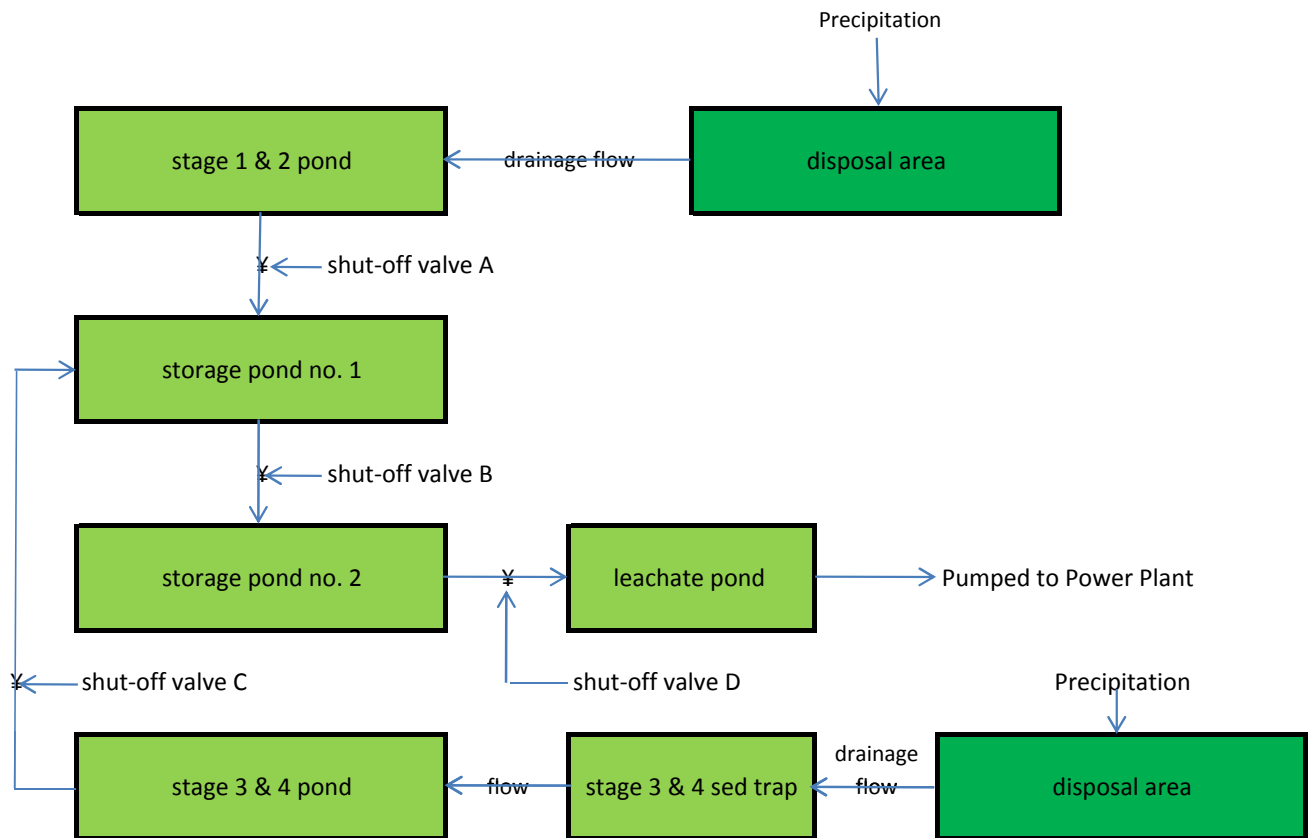 Precipitation
stage 1 & 2 pond
drainage flow
disposal area
¥
shut-off valve A
storage pond no. 1
¥
shut-off valve B
storage pond no. 2
¥
leachate pond
Pumped to Power Plant
¥
shut-off valve C
shut-off valve D
Precipitation
stage 3 & 4 pond
flow
stage 3 & 4 sed trap
drainage
flow
disposal area